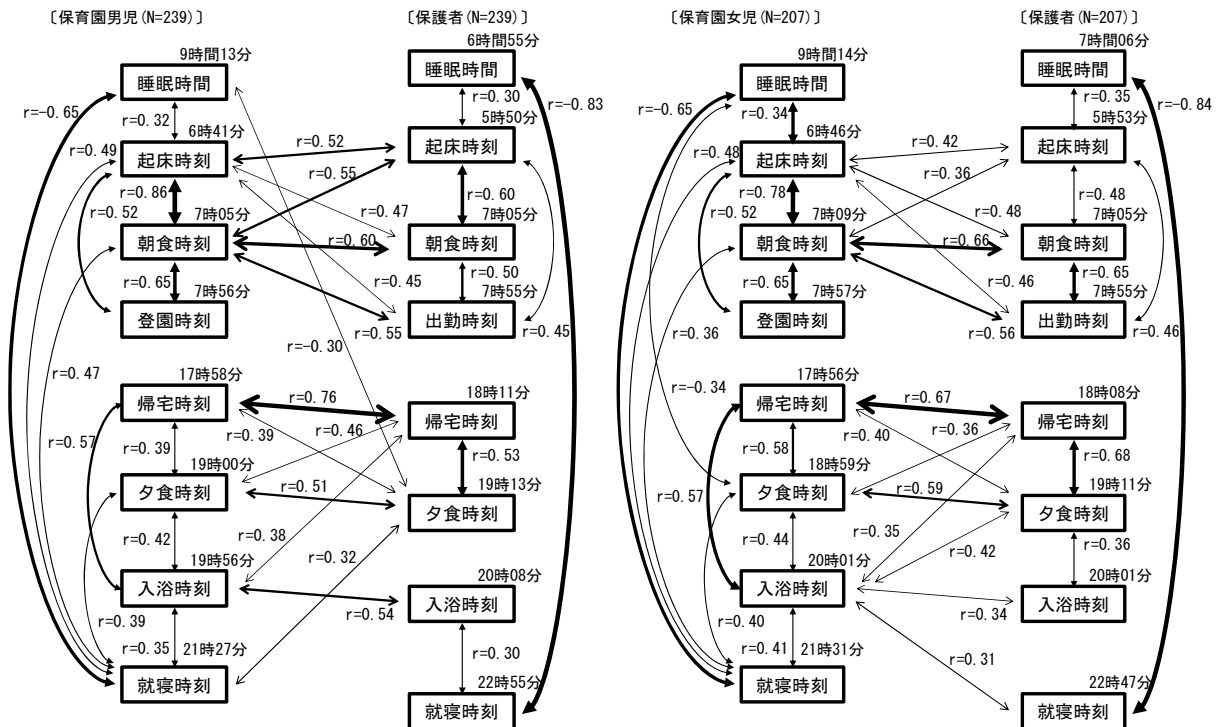 〔保育園男児(N=239)〕
〔保護者(N=239)〕
〔保育園女児(N=207)〕
〔保護者(N=207)〕
9時間13分
睡眠時間
r=-0.65
r=0.32
6時41分
起床時刻
r=0.49
r=0.86
r=0.52
7時05分
朝食時刻
r=0.65
7時56分
登園時刻
r=0.47
17時58分
帰宅時刻
r=0.57
r=0.39
19時00分
夕食時刻
r=0.42
19時56分
入浴時刻
r=0.39
r=0.35
21時27分
就寝時刻
r=0.52
r=0.55
r=0.47
r=0.60
r=0.45
r=0.55
r=-0.30
r=0.76
r=0.46
r=0.39
r=0.51
r=0.38
r=0.32
r=0.54
6時間55分
睡眠時間
r=0.30
r=-0.83
5時50分
起床時刻
r=0.60
7時05分
朝食時刻
r=0.50
7時55分
出勤時刻
r=0.45
18時11分
帰宅時刻
r=0.53
19時13分
夕食時刻
20時08分
入浴時刻
r=0.30
22時55分
就寝時刻
9時間14分
睡眠時間
r=-0.65
r=0.34
6時46分
起床時刻
r=0.48
r=0.78
r=0.52
7時09分
朝食時刻
r=0.65
7時57分
登園時刻
r=0.36
r=-0.34
17時56分
帰宅時刻
r=0.58
18時59分
夕食時刻
r=0.57
r=0.44
20時01分
入浴時刻
r=0.40
r=0.41
21時31分
就寝時刻
r=0.42
r=0.36
r=0.48
r=0.66
r=0.46
r=0.56
r=0.67
r=0.36
r=0.40
r=0.59
r=0.35
r=0.42
r=0.34
r=0.31
7時間06分
睡眠時間
r=0.35
r=-0.84
5時53分
起床時刻
r=0.48
7時05分
朝食時刻
r=0.65
7時55分
出勤時刻
r=0.46
18時08分
帰宅時刻
r=0.68
19時11分
夕食時刻
r=0.36
20時01分
入浴時刻
22時47分
就寝時刻